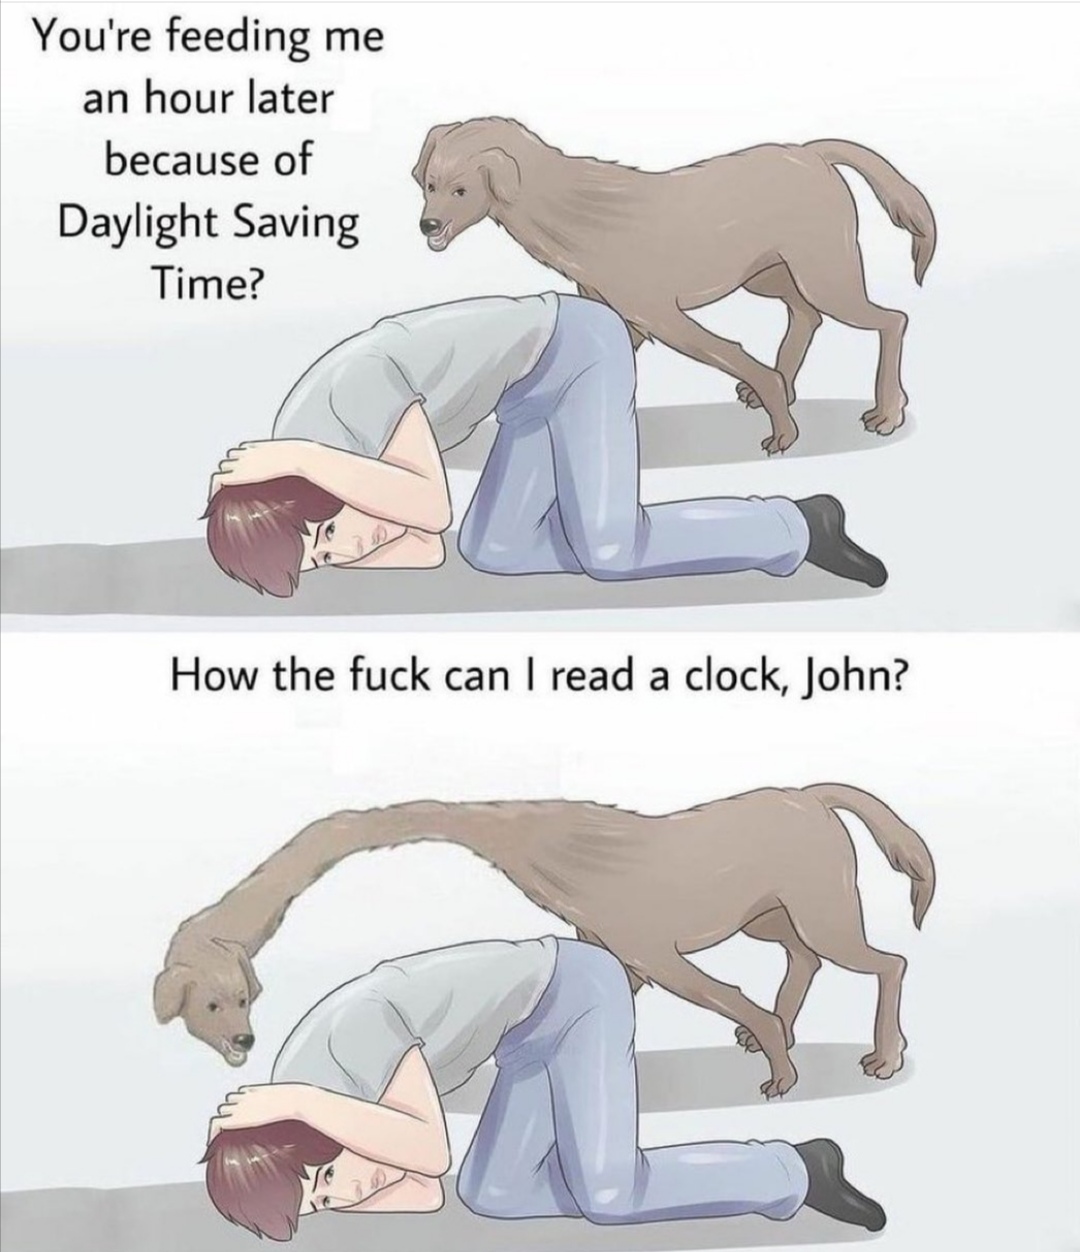 You're feeding me
an hour later
because of
Daylight Saving
Time?
How the fuck can I read a clock, John?